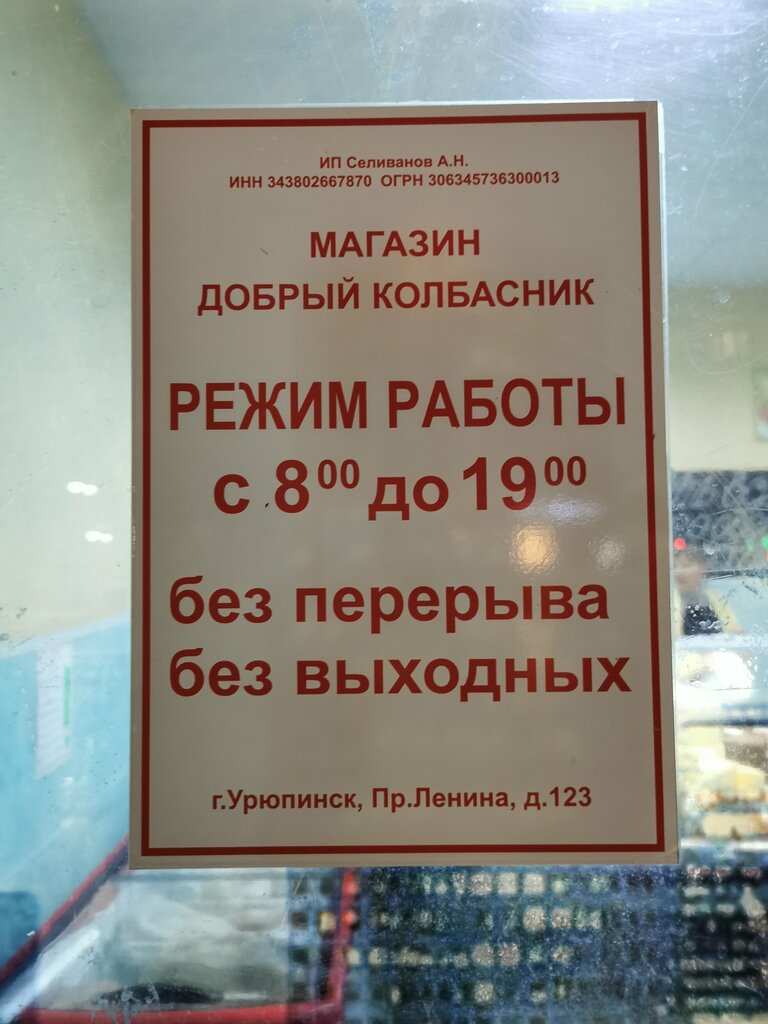 ИП Селиванов А.Н.
ИНН 343802667870 ОГРН 306345736300013
МАГАЗИН
ДОБРЫЙ КОЛБАСНИК
РЕЖИМ РАБОТЫ
с 8⁰⁰ до 19⁰⁰
без перерыва
без выходных
г.Урюпинск, Пр.Ленина, д.123